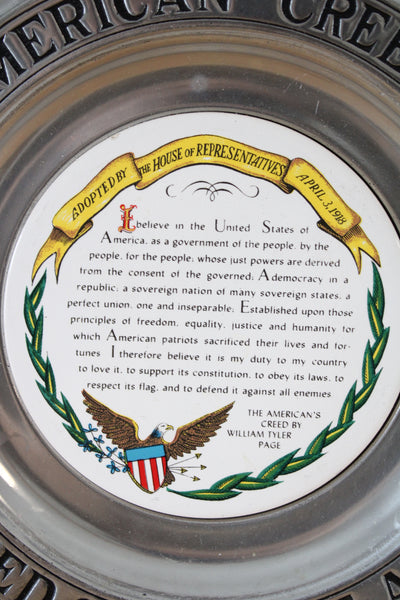 AMERICAN CREED
ADOPTED BY THE HOUSE OF REPRESENTATIVES APRIL 3, 1918
I believe in the United States of
America, as a government of the people, by the
people, for the people; whose just powers are derived
from the consent of the governed; A democracy in a
republic; a sovereign nation of many sovereign states; a
perfect union, one and inseparable; Established upon those
principles of freedom, equality, justice and humanity for
which American patriots sacrificed their lives and for-
tunes I therefore believe it is my duty to my country
to love it, to support its constitution, to obey its laws, to
respect its flag, and to defend it against all enemies
THE AMERICAN'S
CREED BY
WILLIAM TYLER
PAGE